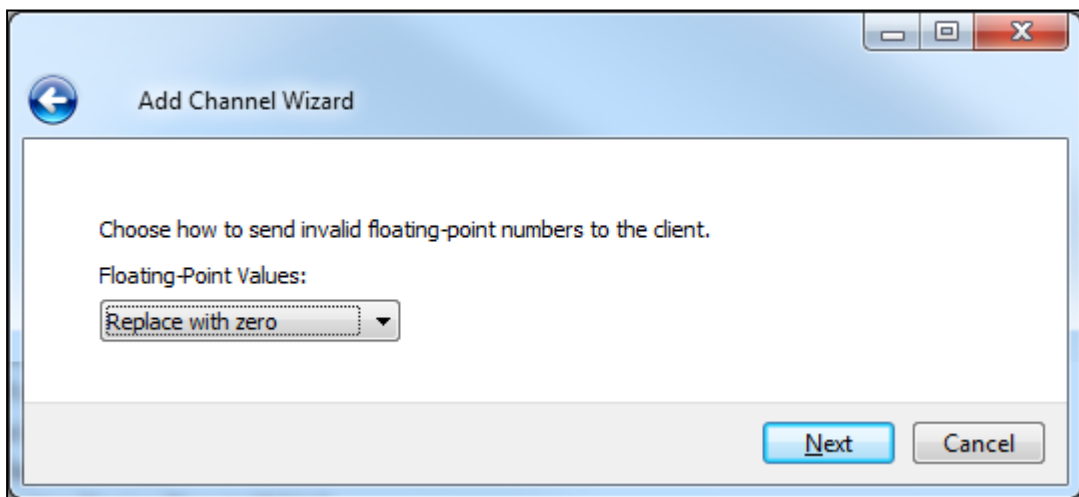 Add Channel Wizard
Choose how to send invalid floating-point numbers to the client.
Floating-Point Values:
Replace with zero
Next Cancel